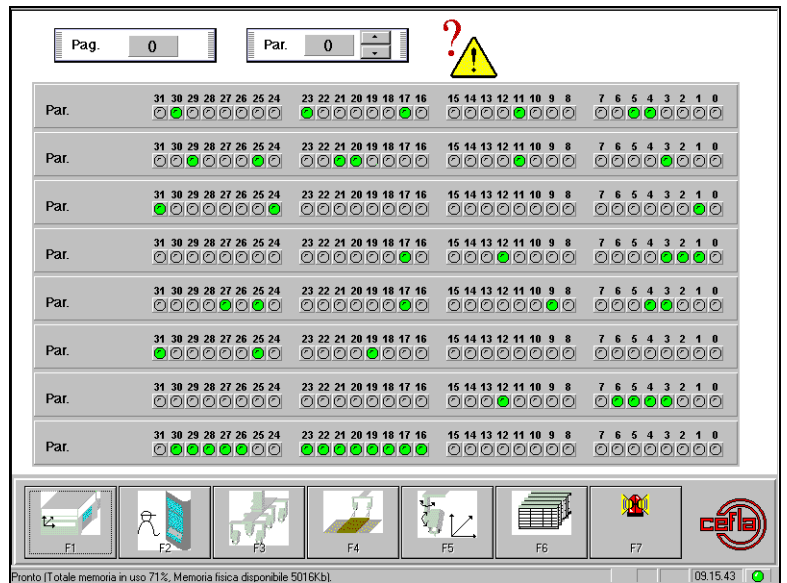 Pag. 0 Par. 0 ?
31 30 29 28 27 26 25 24 23 22 21 20 19 18 17 16 15 14 13 12 11 10 9 8 7 6 5 4 3 2 1 0
Par.
31 30 29 28 27 26 25 24 23 22 21 20 19 18 17 16 15 14 13 12 11 10 9 8 7 6 5 4 3 2 1 0
Par.
31 30 29 28 27 26 25 24 23 22 21 20 19 18 17 16 15 14 13 12 11 10 9 8 7 6 5 4 3 2 1 0
Par.
31 30 29 28 27 26 25 24 23 22 21 20 19 18 17 16 15 14 13 12 11 10 9 8 7 6 5 4 3 2 1 0
Par.
31 30 29 28 27 26 25 24 23 22 21 20 19 18 17 16 15 14 13 12 11 10 9 8 7 6 5 4 3 2 1 0
Par.
31 30 29 28 27 26 25 24 23 22 21 20 19 18 17 16 15 14 13 12 11 10 9 8 7 6 5 4 3 2 1 0
Par.
31 30 29 28 27 26 25 24 23 22 21 20 19 18 17 16 15 14 13 12 11 10 9 8 7 6 5 4 3 2 1 0
Par.
31 30 29 28 27 26 25 24 23 22 21 20 19 18 17 16 15 14 13 12 11 10 9 8 7 6 5 4 3 2 1 0
Par.
F1 F2 F3 F4 F5 F6 F7 cefla
Pronto (Totale memoria in uso 71%, Memoria fisica disponibile 5016Kb). 09.15.43